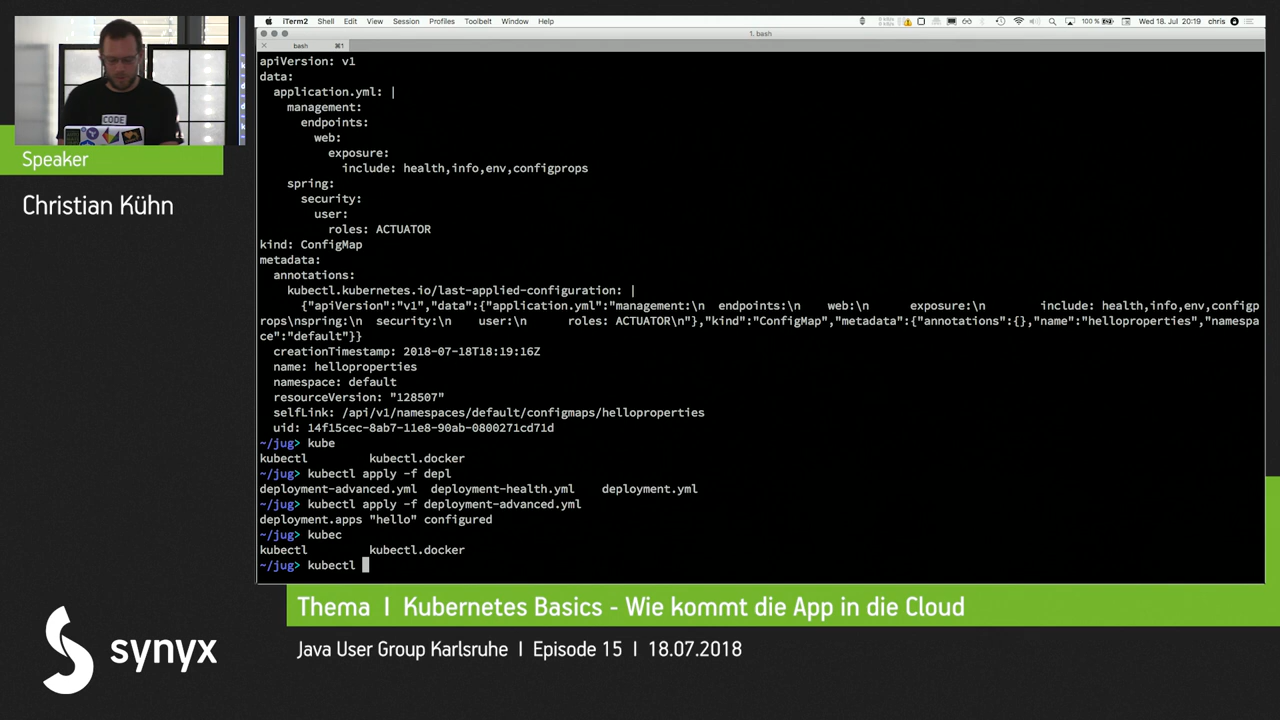 iTerm2 Shell Edit View Session Profiles Toolbelt Window Help
100 % Wed 18. Jul 20:19 chris
1. bash
bash ⌘1
apiVersion: v1
data:
  application.yml: |
    management:
      endpoints:
        web:
          exposure:
            include: health,info,env,configprops
    spring:
      security:
        user:
          roles: ACTUATOR
kind: ConfigMap
metadata:
  annotations:
    kubectl.kubernetes.io/last-applied-configuration: |
      {"apiVersion":"v1","data":{"application.yml":"management:\n  endpoints:\n    web:\n      exposure:\n        include: health,info,env,configp
rops\nspring:\n  security:\n    user:\n      roles: ACTUATOR\n"},"kind":"ConfigMap","metadata":{"annotations":{},"name":"helloproperties","namespa
ce":"default"}}
  creationTimestamp: 2018-07-18T18:19:16Z
  name: helloproperties
  namespace: default
  resourceVersion: "128507"
  selfLink: /api/v1/namespaces/default/configmaps/helloproperties
  uid: 14f15cec-8ab7-11e8-90ab-0800271cd71d
~/jug> kube
kubectl         kubectl.docker
~/jug> kubectl apply -f depl
deployment-advanced.yml  deployment-health.yml    deployment.yml
~/jug> kubectl apply -f deployment-advanced.yml
deployment.apps "hello" configured
~/jug> kubec
kubectl         kubectl.docker
~/jug> kubectl
CODE
Speaker
Christian Kühn
synyx
Thema | Kubernetes Basics - Wie kommt die App in die Cloud
Java User Group Karlsruhe | Episode 15 | 18.07.2018